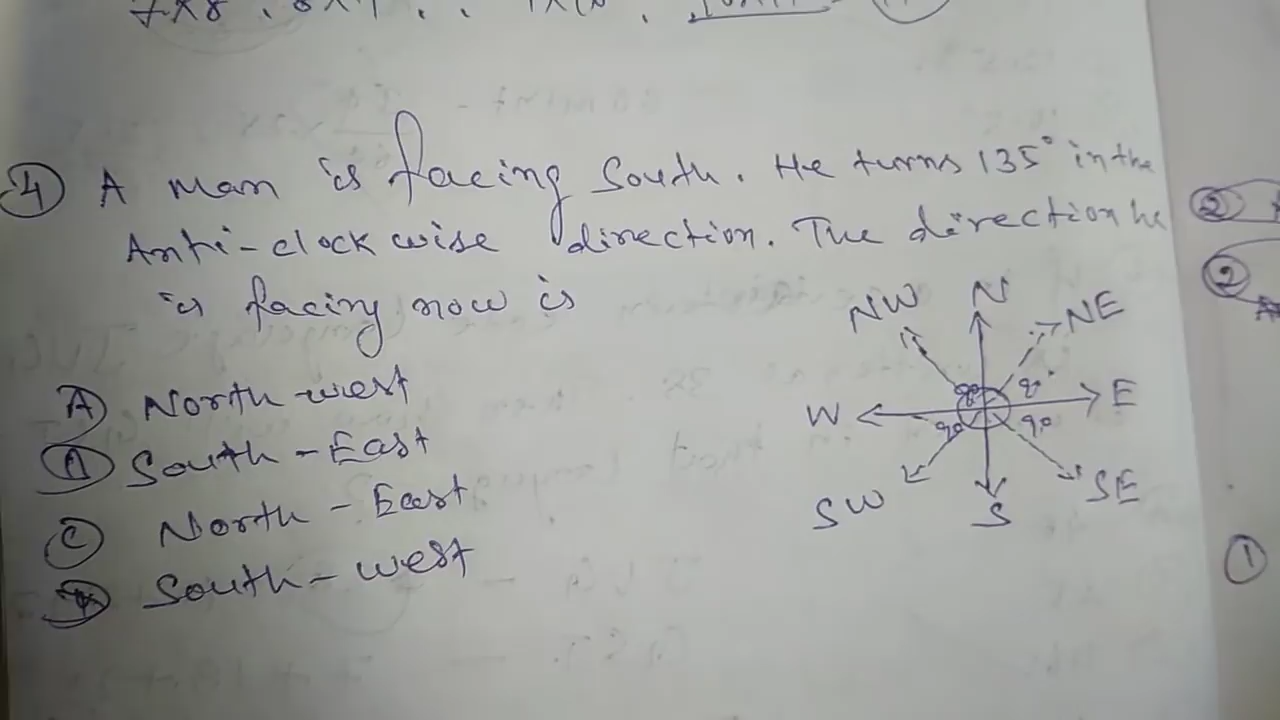 7x8
④ A Man is facing South. He turns 135° in the
Anti-clock wise direction. The direction he
is facing now is
A) North-west
South-East
C North-East
South-west
NW N NE
90 90°
W E
90 90
SW S SE
②
②
①